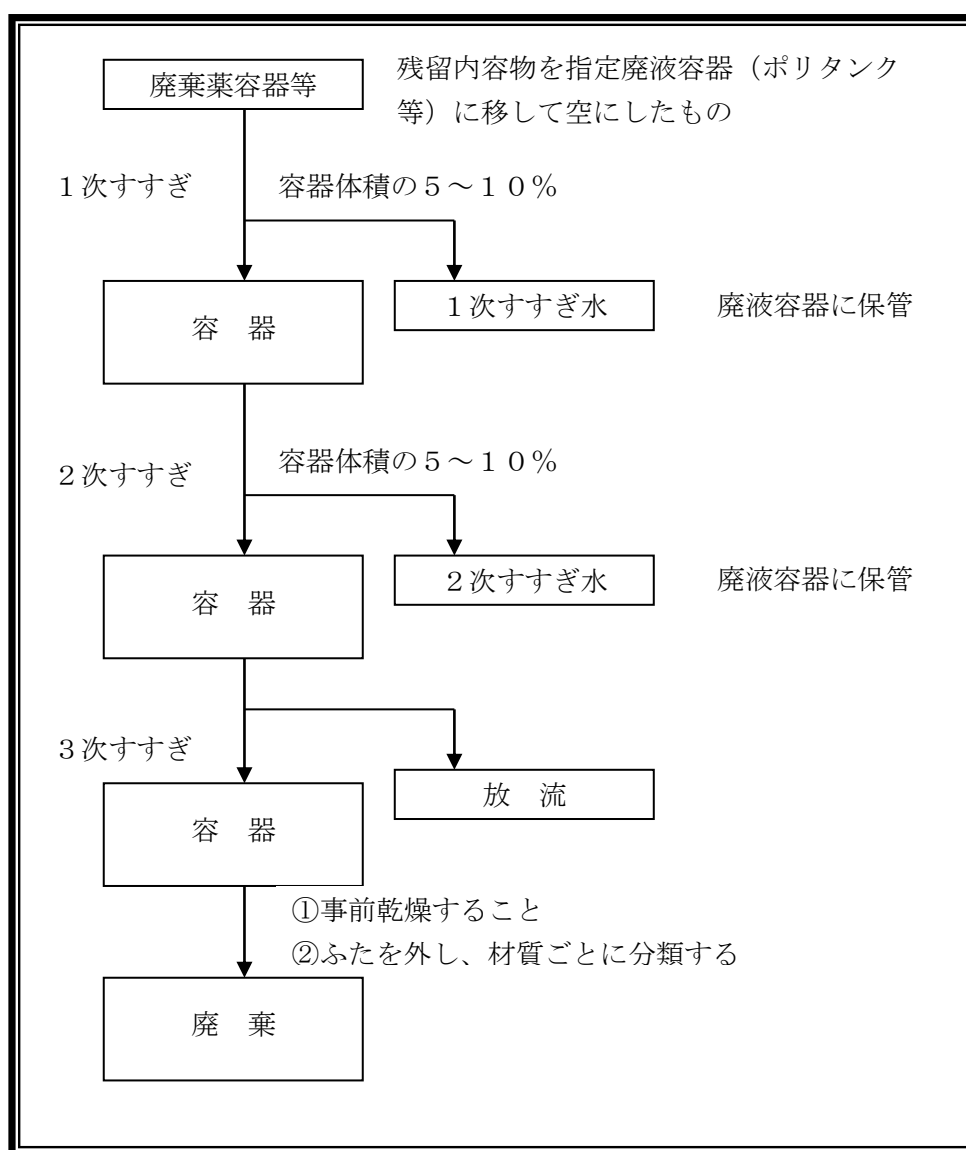 廃棄薬容器等
残留内容物を指定廃液容器（ポリタンク
等）に移して空にしたもの
１次すすぎ
容器体積の５～１０％
容　器
１次すすぎ水
廃液容器に保管
２次すすぎ
容器体積の５～１０％
容　器
２次すすぎ水
廃液容器に保管
３次すすぎ
容　器
放　流
①事前乾燥すること
②ふたを外し、材質ごとに分類する
廃　棄